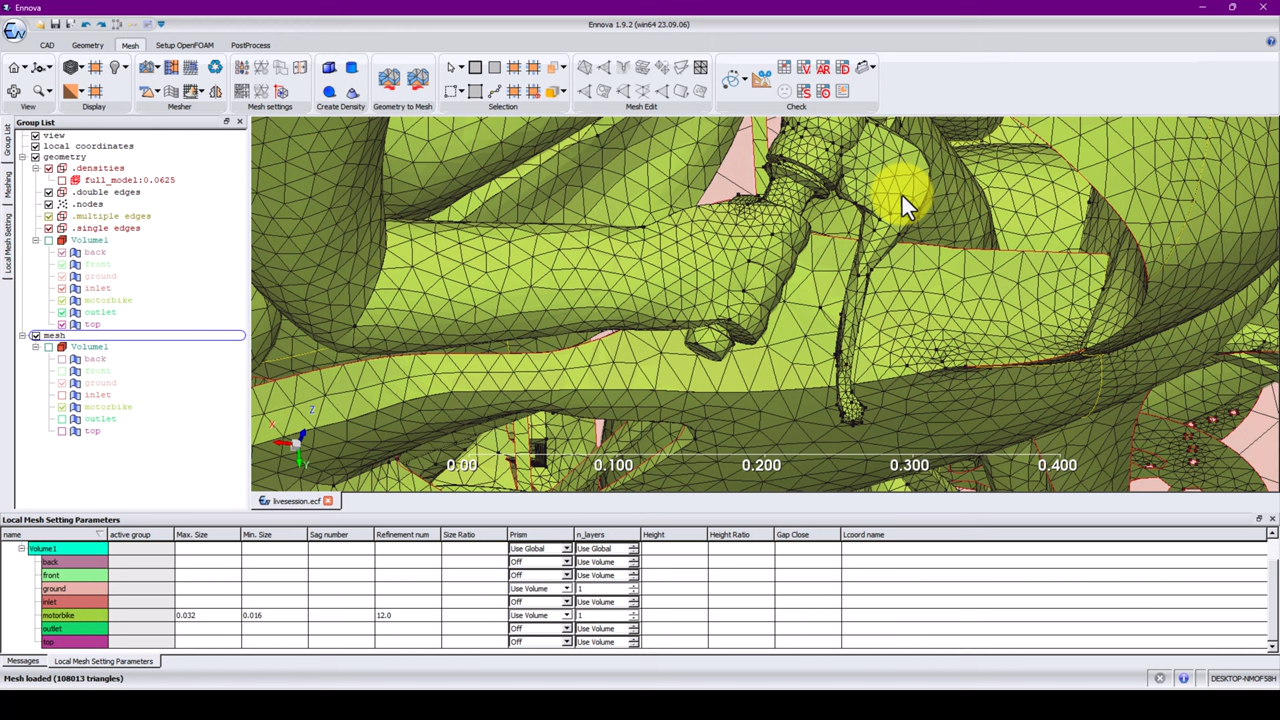 Ennova
Ennova 1.9.2 (win64 23.09.06)
CAD Geometry Mesh Setup OpenFOAM PostProcess
View Display Mesher Mesh settings Create Density Geometry to Mesh Selection Mesh Edit Check
Group List
Group List
Meshing
Local Mesh Setting
view
local coordinates
geometry
.densities
full_model:0.0625
.double edges
.nodes
.multiple edges
.single edges
Volume1
back
front
ground
inlet
motorbike
outlet
top
mesh
Volume1
back
front
ground
inlet
motorbike
outlet
top
Z
X
Y
0.00 0.100 0.200 0.300 0.400
livesession.ecf
Local Mesh Setting Parameters
name active group Max. Size Min. Size Sag number Refinement num Size Ratio Prism n_layers Height Height Ratio Gap Close Lcoord name
Volume1 Use Global Use Global
back Off Use Volume
front Off Use Volume
ground Use Volume 1
inlet Off Use Volume
motorbike 0.032 0.016 12.0 Use Volume 1
outlet Off Use Volume
top Off Use Volume
Messages Local Mesh Setting Parameters
Mesh loaded (108013 triangles) DESKTOP-NMOF58H